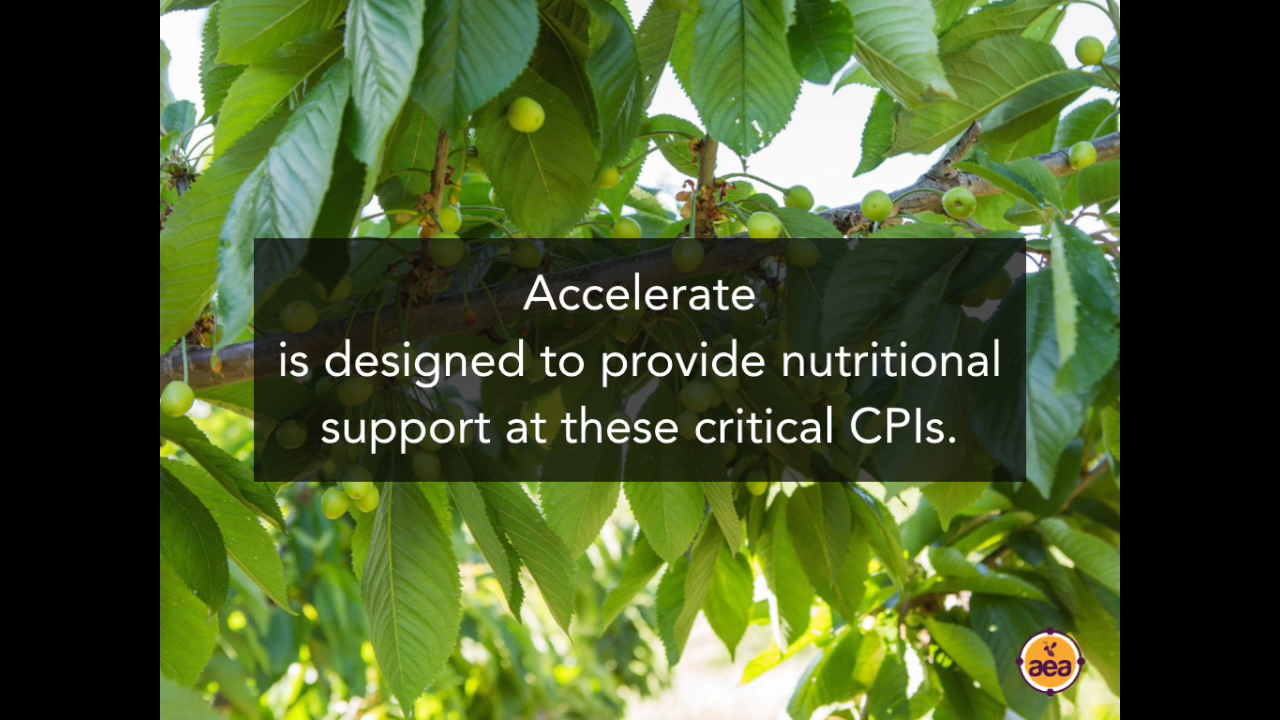 Accelerate
is designed to provide nutritional
support at these critical CPIs.
aea